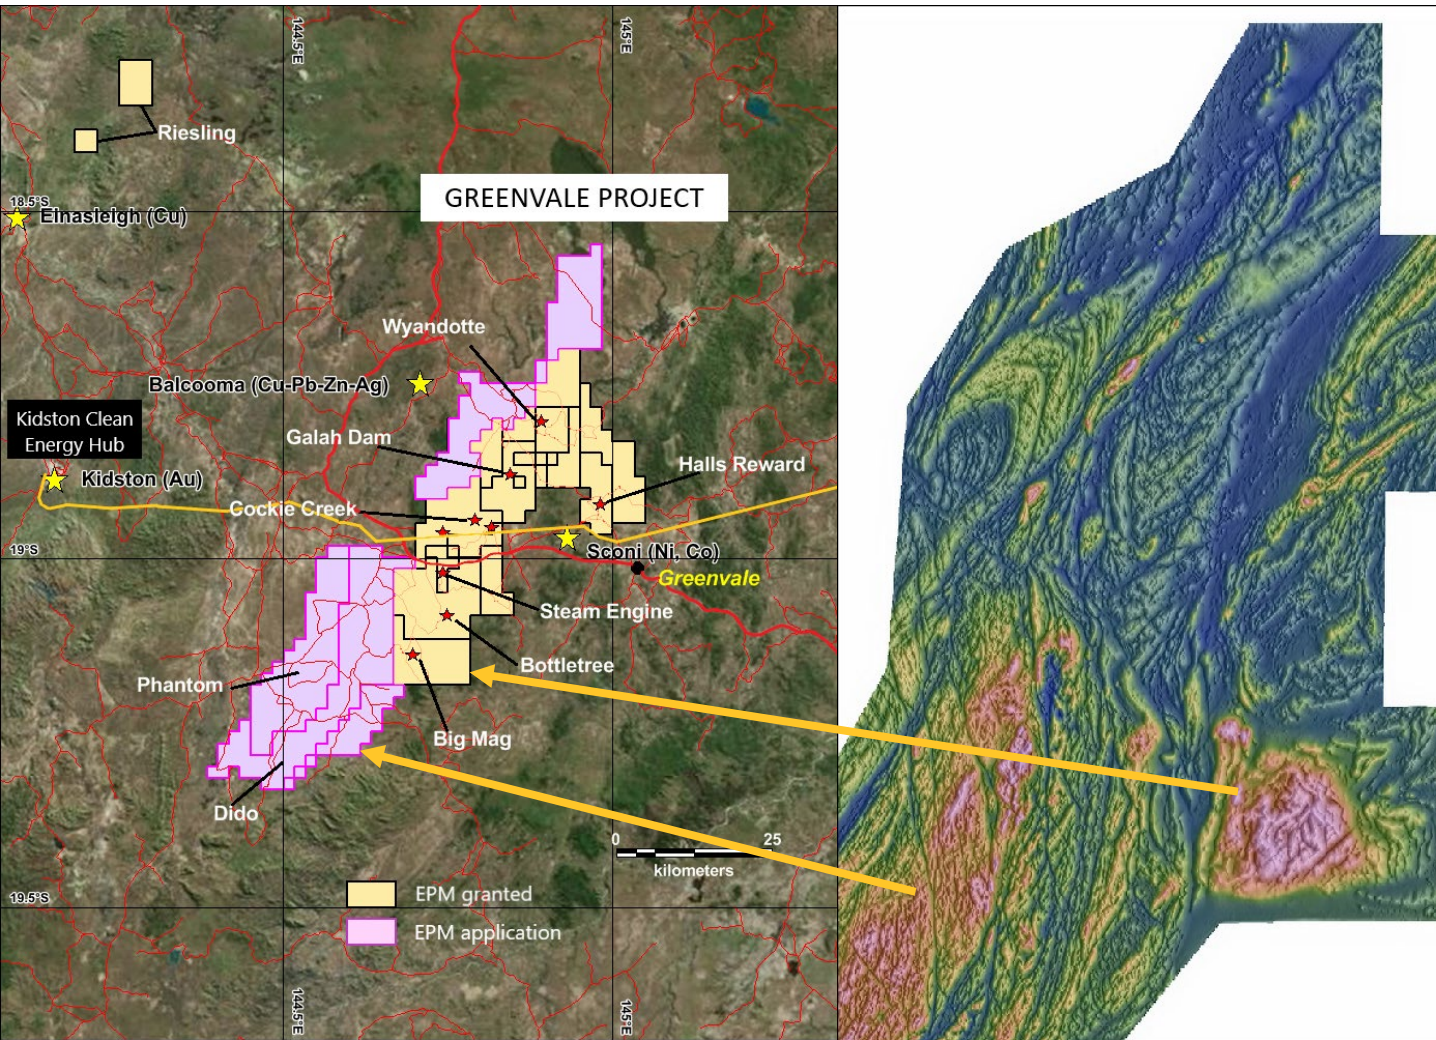 144.5°E
145°E
Riesling
18.5°S
Einasleigh (Cu)
GREENVALE PROJECT
Wyandotte
Balcooma (Cu-Pb-Zn-Ag)
Kidston Clean
Energy Hub
Galah Dam
Halls Reward
Kidston (Au)
Cockie Creek
19°S
Sconi (Ni, Co)
Greenvale
Steam Engine
Bottletree
Phantom
Big Mag
Dido
0 25
kilometers
EPM granted
19.5°S
EPM application
144.5°E
145°E